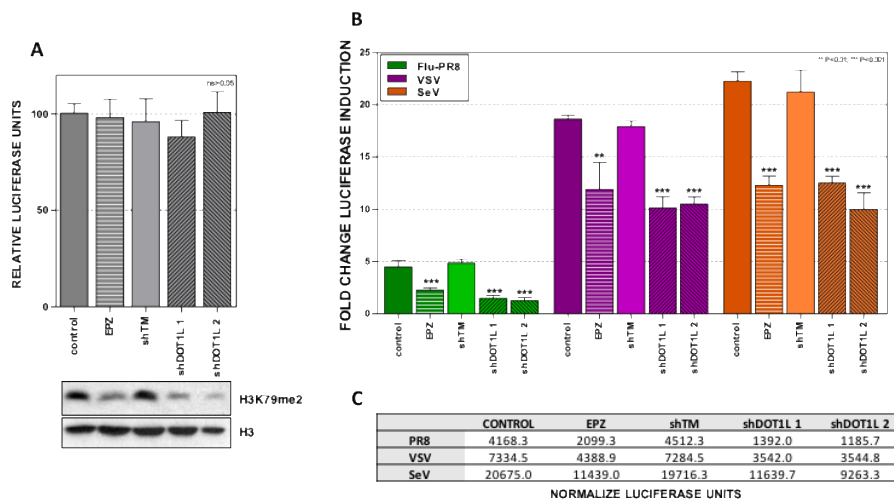 A
RELATIVE LUCIFERASE UNITS
ns>0.05
100
50
0
control
EPZ
shTM
shDOT1L 1
shDOT1L 2
H3K79me2
H3
B
FOLD CHANGE LUCIFERASE INDUCTION
25
20
15
10
5
0
Flu-PR8
VSV
SeV
** P<0.01; *** P<0.001
***
***
***
**
***
***
***
***
***
control
EPZ
shTM
shDOT1L 1
shDOT1L 2
control
EPZ
shTM
shDOT1L 1
shDOT1L 2
control
EPZ
shTM
shDOT1L 1
shDOT1L 2
C
CONTROL EPZ shTM shDOT1L 1 shDOT1L 2
PR8 4168.3 2099.3 4512.3 1392.0 1185.7
VSV 7334.5 4388.9 7284.5 3542.0 3544.8
SeV 20675.0 11439.0 19716.3 11639.7 9263.3
NORMALIZE LUCIFERASE UNITS